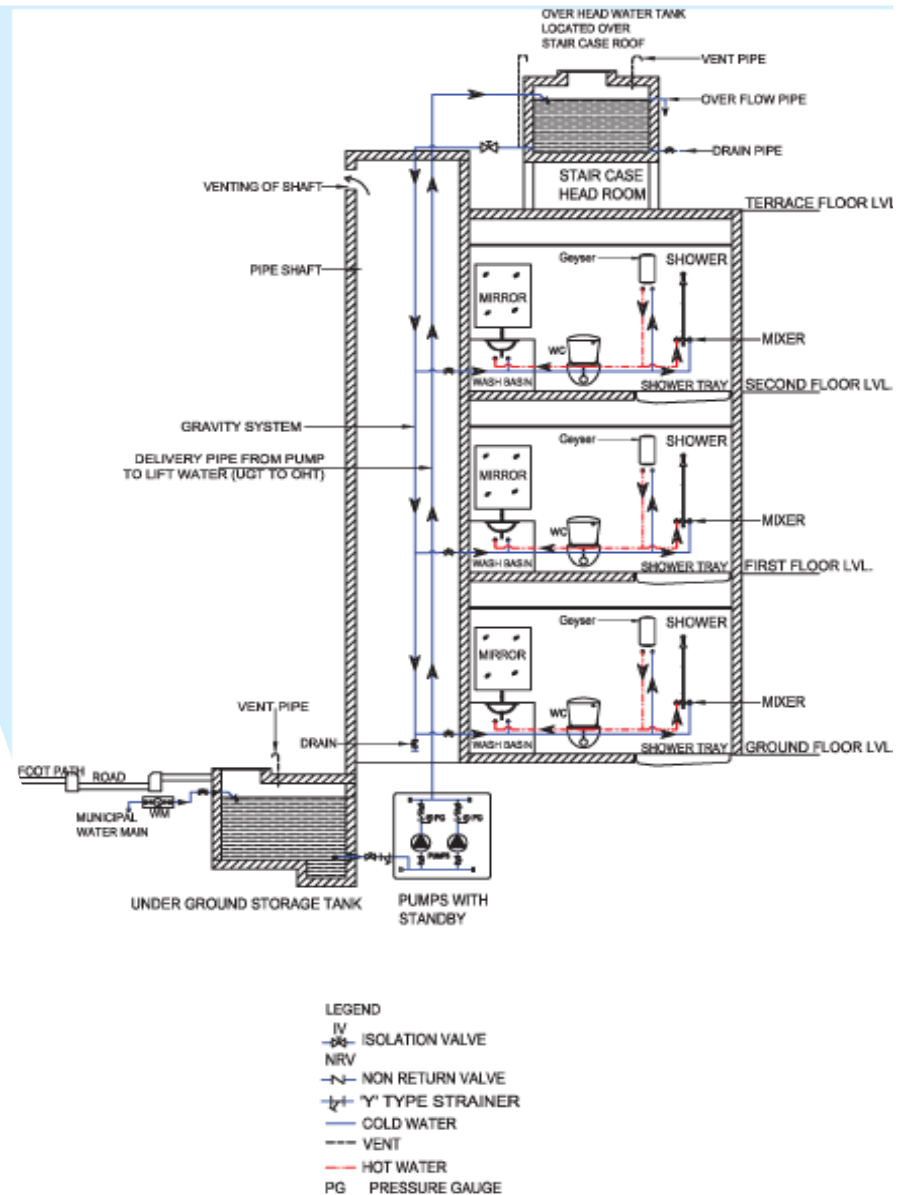 OVER HEAD WATER TANK
LOCATED OVER
STAIR CASE ROOF
VENT PIPE
OVER FLOW PIPE
DRAIN PIPE
STAIR CASE
HEAD ROOM
VENTING OF SHAFT
TERRACE FLOOR LVL
PIPE SHAFT
Geyser
SHOWER
MIRROR
MIXER
WC
WASH BASIN
SHOWER TRAY
SECOND FLOOR LVL.
GRAVITY SYSTEM
DELIVERY PIPE FROM PUMP
TO LIFT WATER (UGT TO OHT)
Geyser
SHOWER
MIRROR
MIXER
WC
WASH BASIN
SHOWER TRAY
FIRST FLOOR LVL.
Geyser
SHOWER
MIRROR
MIXER
WC
WASH BASIN
SHOWER TRAY
GROUND FLOOR LVL.
VENT PIPE
DRAIN
FOOT PATH
ROAD
WM
MUNICIPAL
WATER MAIN
PG
PG
PUMPS
UNDER GROUND STORAGE TANK
PUMPS WITH
STANDBY
LEGEND
IV
ISOLATION VALVE
NRV
NON RETURN VALVE
'Y' TYPE STRAINER
COLD WATER
VENT
HOT WATER
PG PRESSURE GAUGE